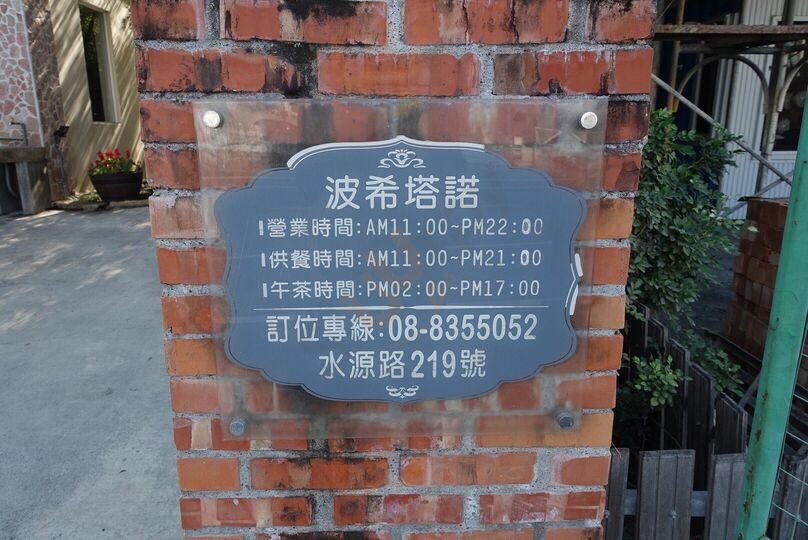 波希塔諾
營業時間:AM11:00~PM22:00
供餐時間:AM11:00~PM21:00
午茶時間:PM02:00~PM17:00
訂位專線:08-8355052
水源路219號